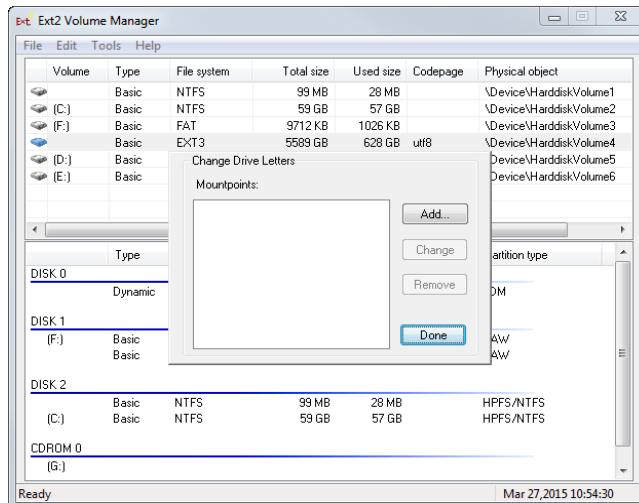 Ext2 Volume Manager
File Edit Tools Help
Volume Type File system Total size Used size Codepage Physical object
Basic NTFS 99 MB 28 MB \Device\HarddiskVolume1
(C:) Basic NTFS 59 GB 57 GB \Device\HarddiskVolume2
(F:) Basic FAT 9712 KB 1026 KB \Device\HarddiskVolume3
Basic EXT3 5589 GB 628 GB utf8 \Device\HarddiskVolume4
(D:) Basic Device\HarddiskVolume5
(E:) Basic Device\HarddiskVolume6
Change Drive Letters
Mountpoints:
Add...
Change
Remove
Done
Type artition type
DISK 0
Dynamic DM
DISK 1
(F:) Basic AW
Basic AW
DISK 2
Basic NTFS 99 MB 28 MB HPFS/NTFS
(C:) Basic NTFS 59 GB 57 GB HPFS/NTFS
CDROM 0
(G:)
Ready Mar 27,2015 10:54:30